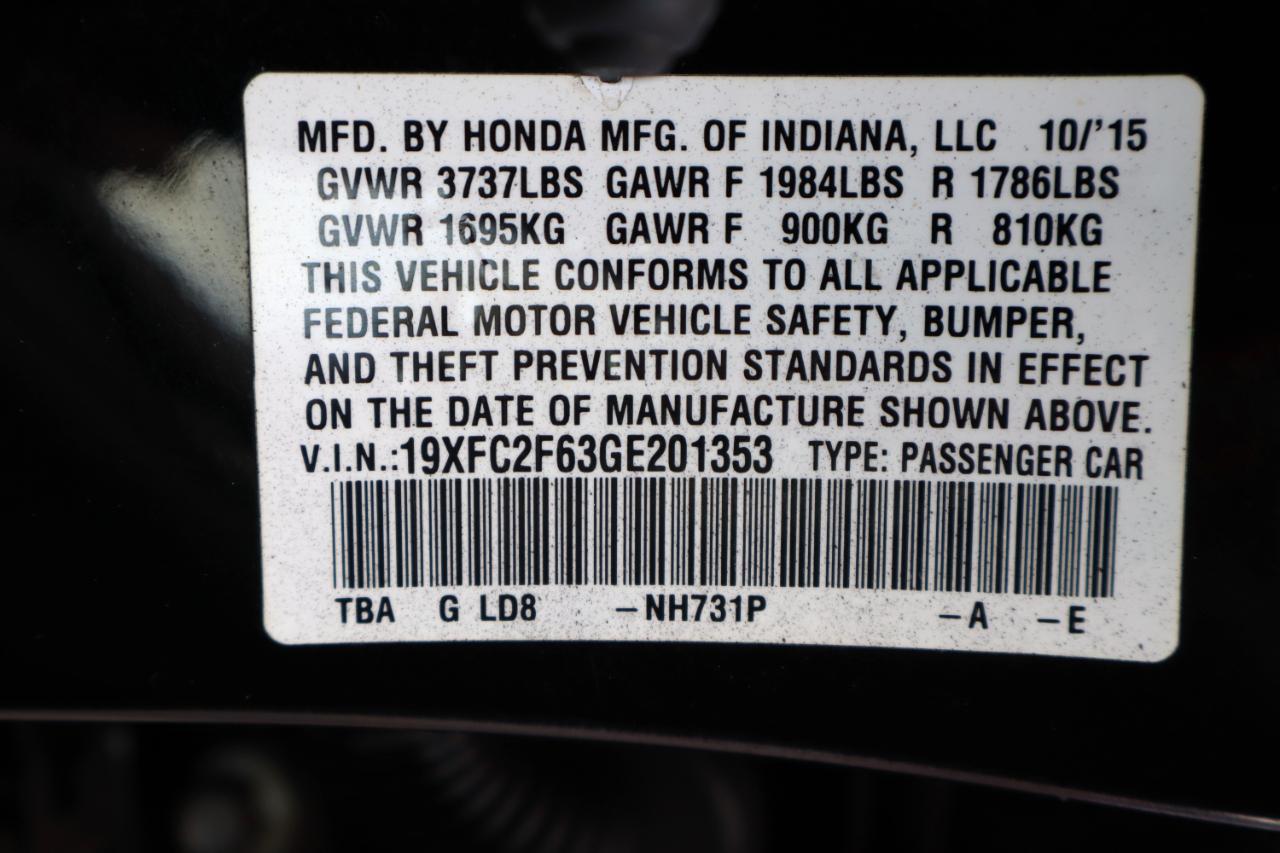 MFD. BY HONDA MFG. OF INDIANA, LLC 10/'15
GVWR 3737LBS GAWR F 1984LBS R 1786LBS
GVWR 1695KG GAWR F 900KG R 810KG
THIS VEHICLE CONFORMS TO ALL APPLICABLE
FEDERAL MOTOR VEHICLE SAFETY, BUMPER,
AND THEFT PREVENTION STANDARDS IN EFFECT
ON THE DATE OF MANUFACTURE SHOWN ABOVE.
V.I.N.:19XFC2F63GE201353 TYPE: PASSENGER CAR
TBA G LD8 –NH731P –A –E